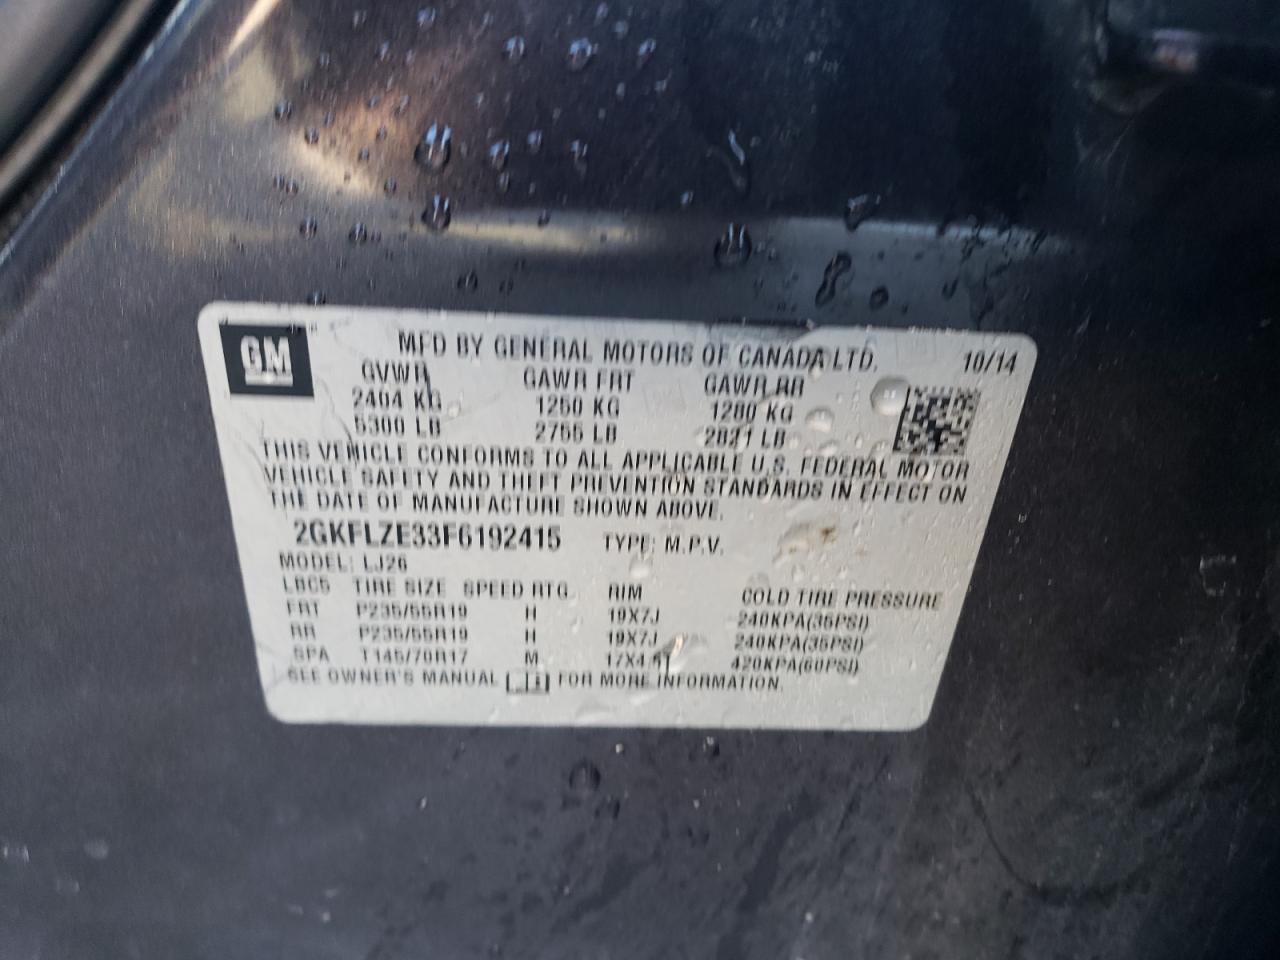 GM
MFD BY GENERAL MOTORS OF CANADA LTD. 10/14
GVWR GAWR FRT GAWR RR
2404 KG 1250 KG 1280 KG
5300 LB 2755 LB 2821 LB
THIS VEHICLE CONFORMS TO ALL APPLICABLE U.S. FEDERAL MOTOR
VEHICLE SAFETY AND THEFT PREVENTION STANDARDS IN EFFECT ON
THE DATE OF MANUFACTURE SHOWN ABOVE.
2GKFLZE33F6192415 TYPE: M.P.V.
MODEL: LJ26
LBC5 TIRE SIZE SPEED RTG RIM COLD TIRE PRESSURE
FRT P235/55R19 H 19X7J 240KPA(35PSI)
RR P235/55R19 H 19X7J 240KPA(35PSI)
SPA T145/70R17 M 420KPA(60PSI)
SEE OWNER'S MANUAL FOR MORE INFORMATION.